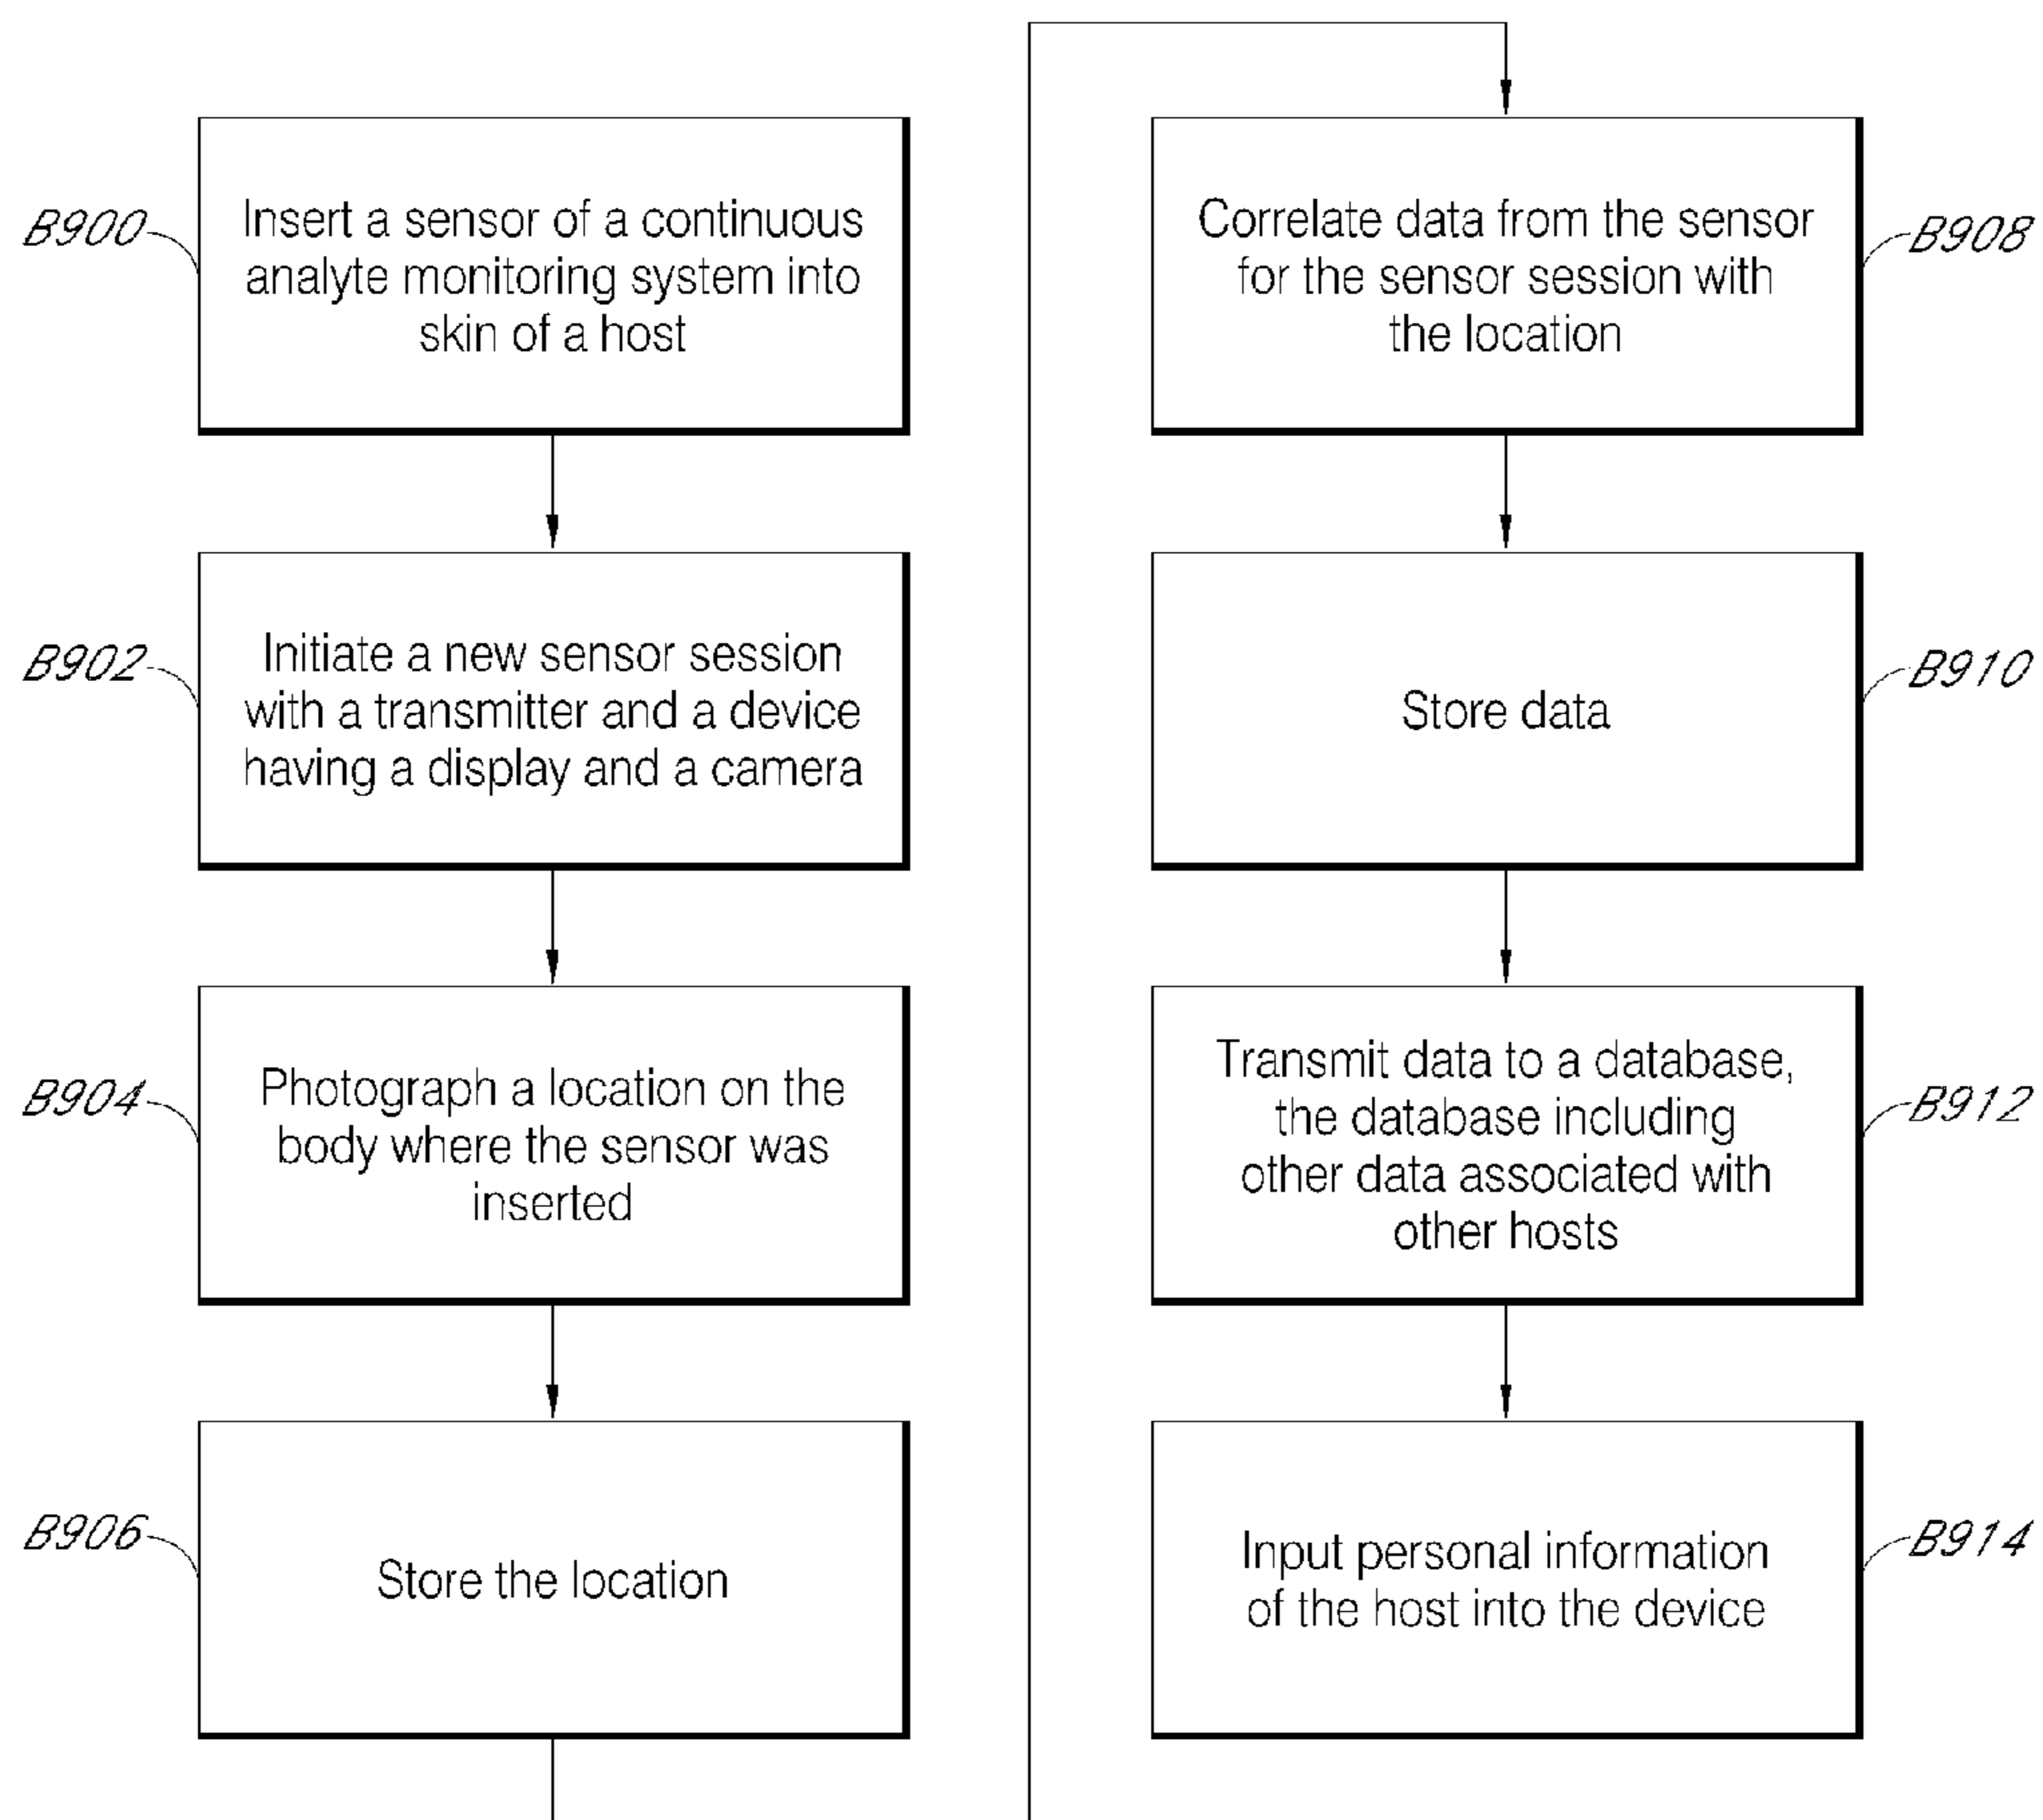 B900
Insert a sensor of a continuous
analyte monitoring system into
skin of a host
B902
Initiate a new sensor session
with a transmitter and a device
having a display and a camera
B904
Photograph a location on the
body where the sensor was
inserted
B906
Store the location
Correlate data from the sensor
for the sensor session with
the location
B908
Store data
B910
Transmit data to a database,
the database including
other data associated with
other hosts
B912
Input personal information
of the host into the device
B914